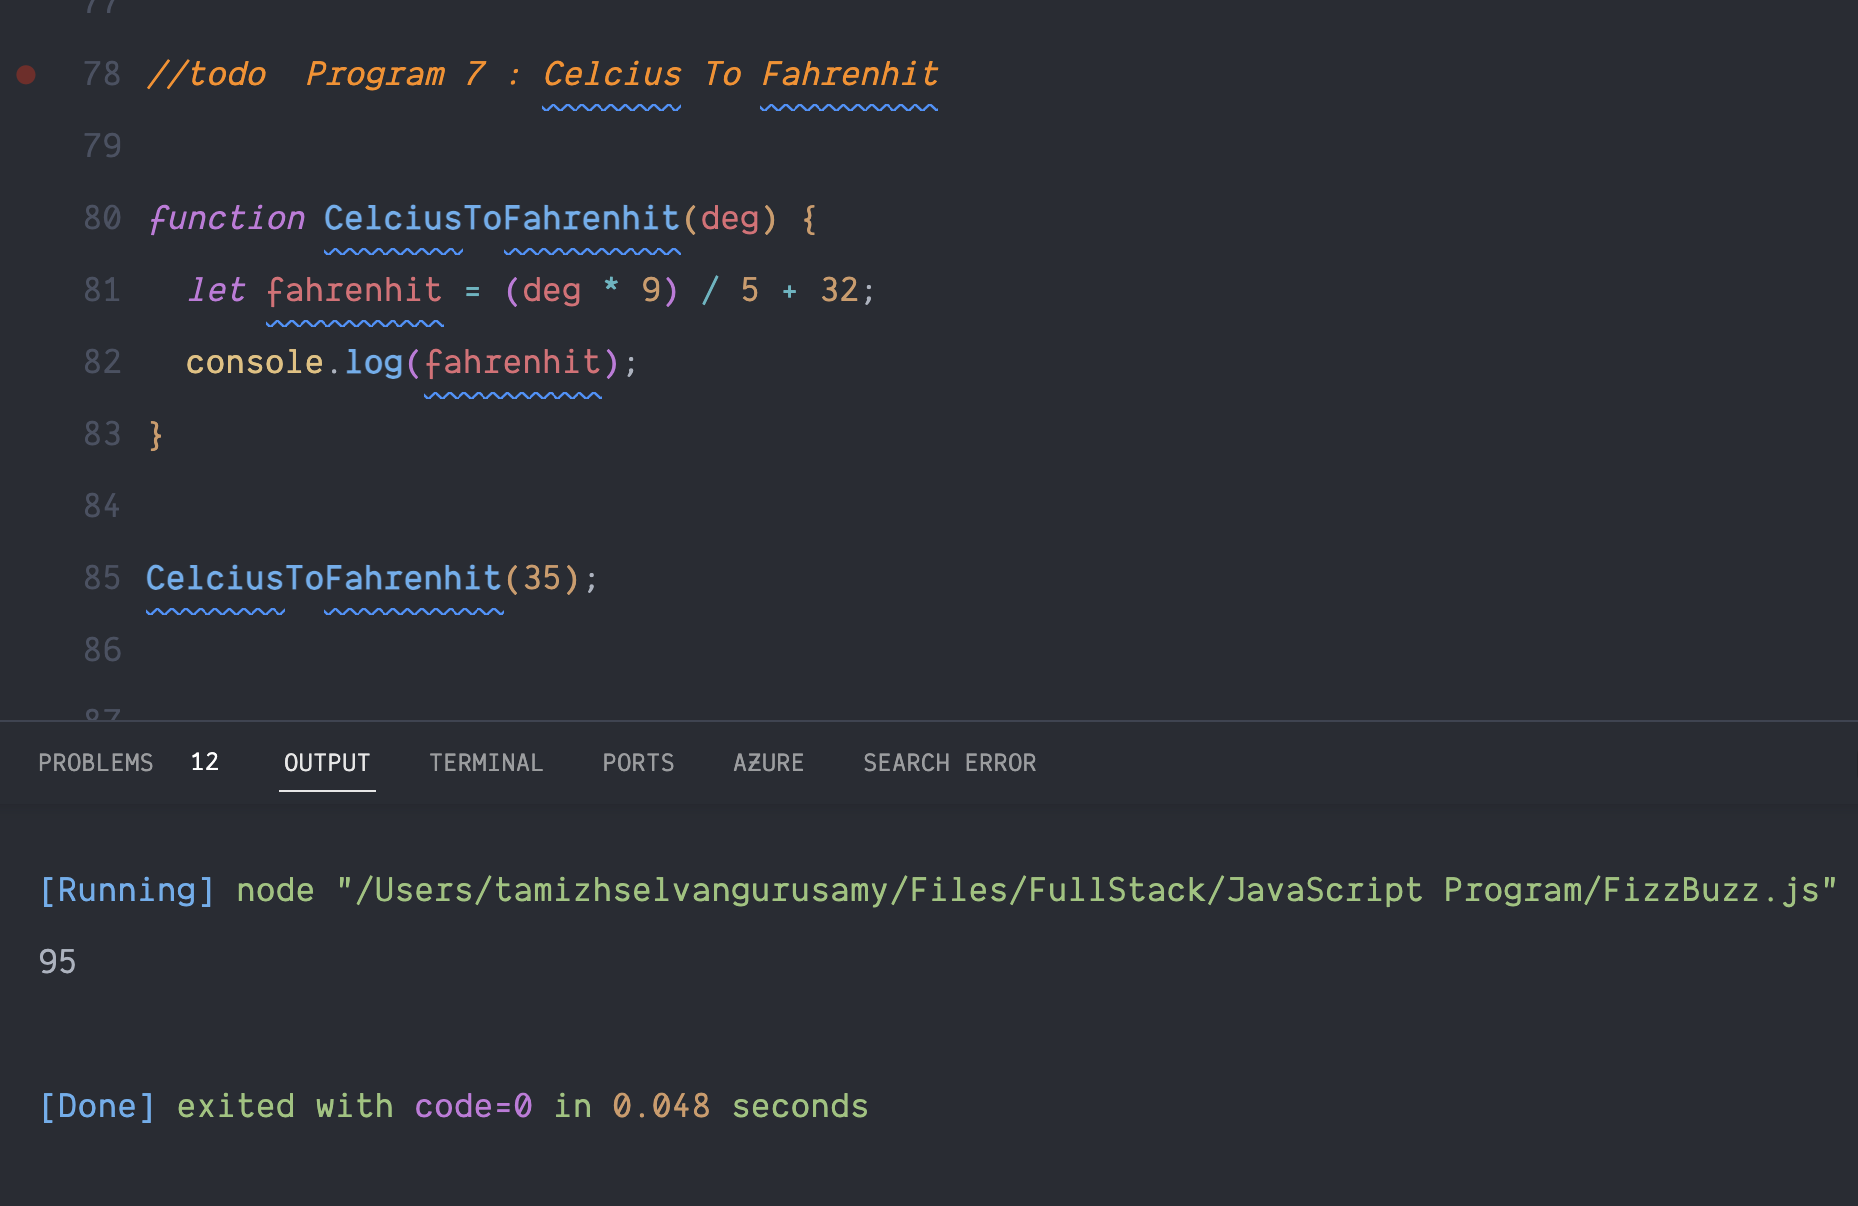 77
78 //todo  Program 7 : Celcius To Fahrenhit
79
80 function CelciusToFahrenhit(deg) {
81   let fahrenhit = (deg * 9) / 5 + 32;
82   console.log(fahrenhit);
83 }
84
85 CelciusToFahrenhit(35);
86
87
PROBLEMS 12 OUTPUT TERMINAL PORTS AZURE SEARCH ERROR
[Running] node "/Users/tamizhselvangurusamy/Files/FullStack/JavaScript Program/FizzBuzz.js"
95
[Done] exited with code=0 in 0.048 seconds